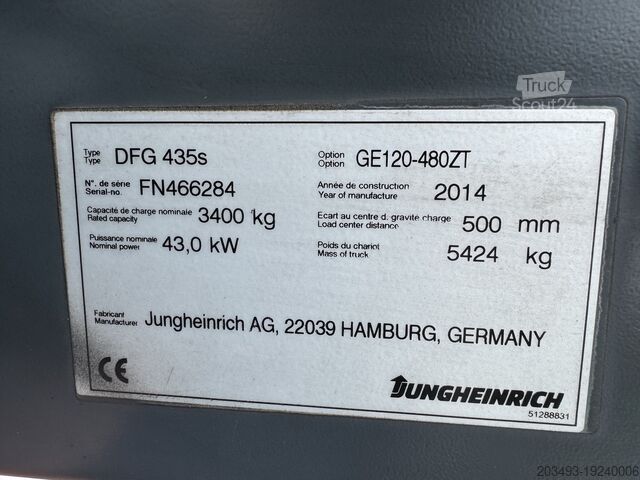 Truck
Scout24
Type
Type DFG 435s
Option
Option GE120-480ZT
N°. de série
Serial-no. FN466284
Année de construction
Year of manufacture 2014
Capacité de charge nominale
Rated capacity 3400 kg
Ecart au centre d. gravité charge
Load center distance 500 mm
Puissance nominale
Nominal power 43,0 kW
Poids du chariot
Mass of truck 5424 kg
Fabricant
Manufacturer Jungheinrich AG, 22039 HAMBURG, GERMANY
CE
JUNGHEINRICH
51288831
203493-19240006